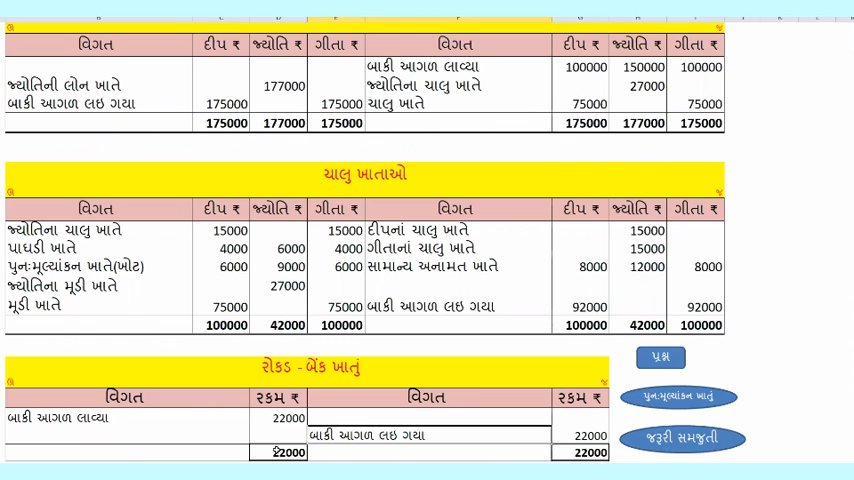 ઊ જ
વિગત દીપ ₹ જ્યોતિ ₹ ગીતા ₹ વિગત દીપ ₹ જ્યોતિ ₹ ગીતા ₹
બાકી આગળ લાવ્યા 100000 150000 100000
જ્યોતિની લોન ખાતે 177000 જ્યોતિના ચાલુ ખાતે 27000
બાકી આગળ લઇ ગયા 175000 175000 ચાલુ ખાતે 75000 75000
175000 177000 175000 175000 177000 175000
ચાલુ ખાતાઓ
ઊ જ
વિગત દીપ ₹ જ્યોતિ ₹ ગીતા ₹ વિગત દીપ ₹ જ્યોતિ ₹ ગીતા ₹
જ્યોતિના ચાલુ ખાતે 15000 15000 દીપનાં ચાલુ ખાતે 15000
પાઘડી ખાતે 4000 6000 4000 ગીતાનાં ચાલુ ખાતે 15000
પુનઃમૂલ્યાંકન ખાતે(ખોટ) 6000 9000 6000 સામાન્ય અનામત ખાતે 8000 12000 8000
જ્યોતિના મૂડી ખાતે 27000
મૂડી ખાતે 75000 75000 બાકી આગળ લઇ ગયા 92000 92000
100000 42000 100000 100000 42000 100000
પ્રશ્ન
રોકડ - બેંક ખાતું
ઊ જ
વિગત રકમ ₹ વિગત રકમ ₹
પુનઃમૂલ્યાંકન ખાતું
બાકી આગળ લાવ્યા 22000
બાકી આગળ લઇ ગયા 22000
જરૂરી સમજુતી
22000 22000